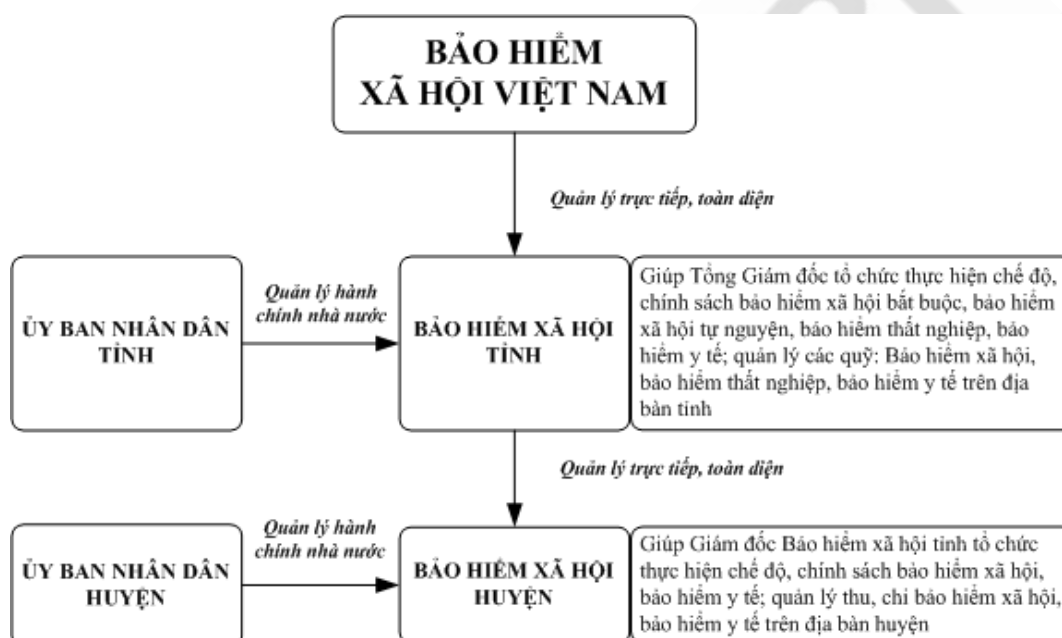 BẢO HIỂM
XÃ HỘI VIỆT NAM
Quản lý trực tiếp, toàn diện
ỦY BAN NHÂN DÂN
TỈNH
Quản lý hành
chính nhà nước
BẢO HIỂM XÃ HỘI
TỈNH
Giúp Tổng Giám đốc tổ chức thực hiện chế độ,
chính sách bảo hiểm xã hội bắt buộc, bảo hiểm
xã hội tự nguyện, bảo hiểm thất nghiệp, bảo
hiểm y tế; quản lý các quỹ: Bảo hiểm xã hội,
bảo hiểm thất nghiệp, bảo hiểm y tế trên địa
bàn tỉnh
Quản lý trực tiếp, toàn diện
ỦY BAN NHÂN DÂN
HUYỆN
Quản lý hành
chính nhà nước
BẢO HIỂM XÃ HỘI
HUYỆN
Giúp Giám đốc Bảo hiểm xã hội tỉnh tổ chức
thực hiện chế độ, chính sách bảo hiểm xã hội,
bảo hiểm y tế; quản lý thu, chi bảo hiểm xã hội,
bảo hiểm y tế trên địa bàn huyện